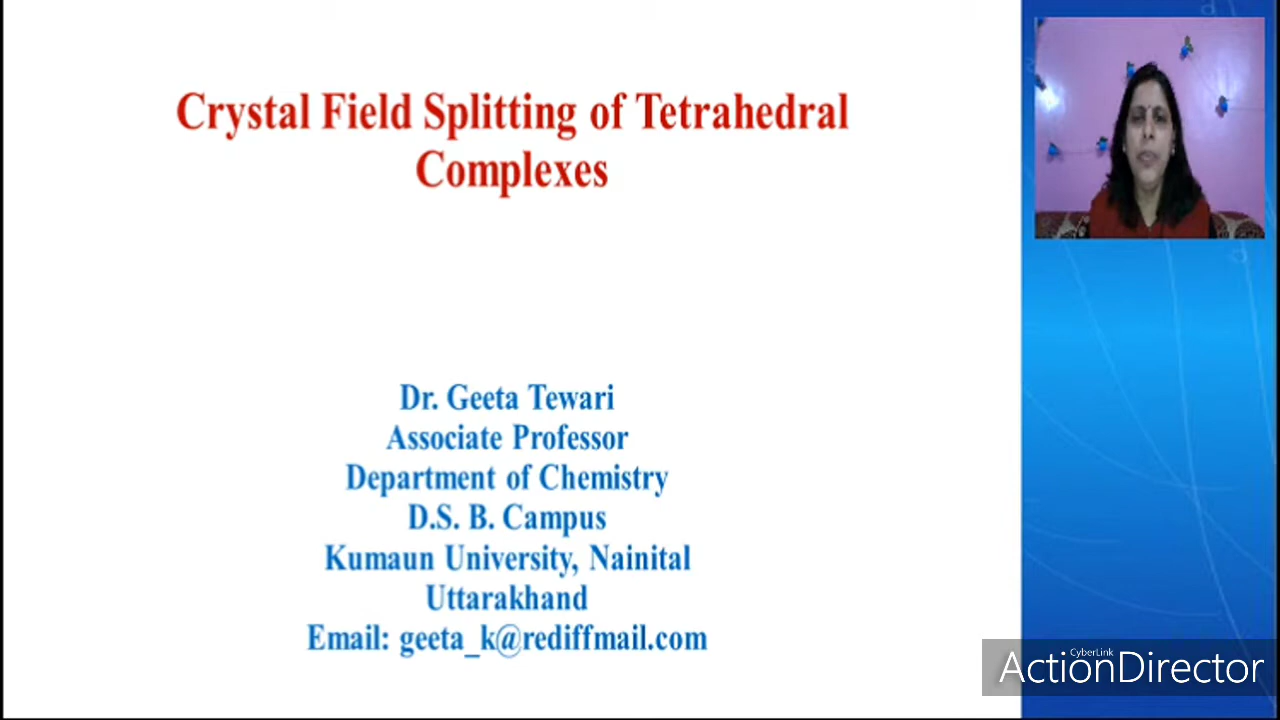 Crystal Field Splitting of Tetrahedral
Complexes
Dr. Geeta Tewari
Associate Professor
Department of Chemistry
D.S. B. Campus
Kumaun University, Nainital
Uttarakhand
Email: geeta_k@rediffmail.com
CyberLink
ActionDirector